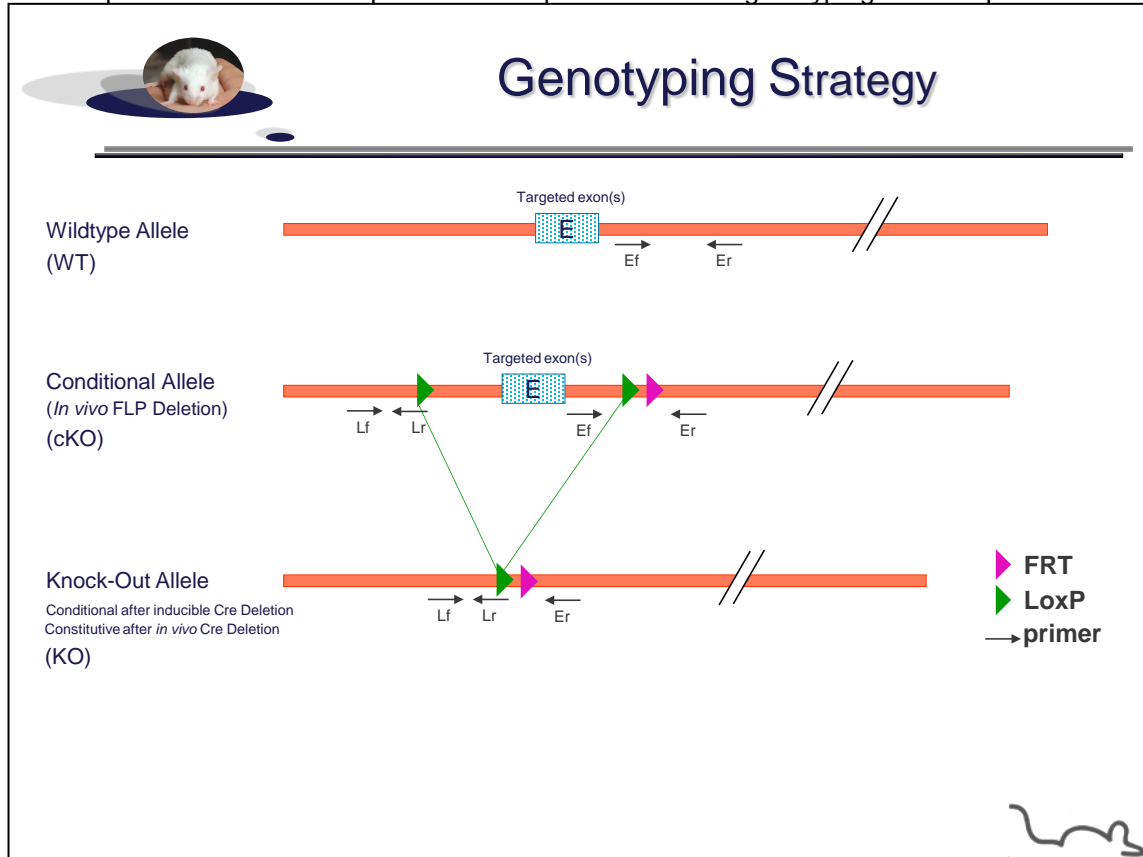 Genotyping Strategy
Targeted exon(s)
Wildtype Allele
(WT)
E
Ef
Er
Targeted exon(s)
Conditional Allele
(In vivo FLP Deletion)
(cKO)
E
Lf
Lr
Ef
Er
Knock-Out Allele
Conditional after inducible Cre Deletion
Constitutive after in vivo Cre Deletion
(KO)
Lf
Lr
Er
FRT
LoxP
primer